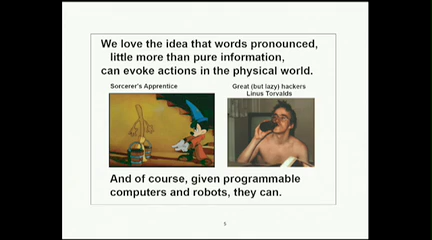 We love the idea that words pronounced,
little more than pure information,
can evoke actions in the physical world.
Sorcerer's Apprentice
Great (but lazy) hackers
Linus Torvalds
And of course, given programmable
computers and robots, they can.
5